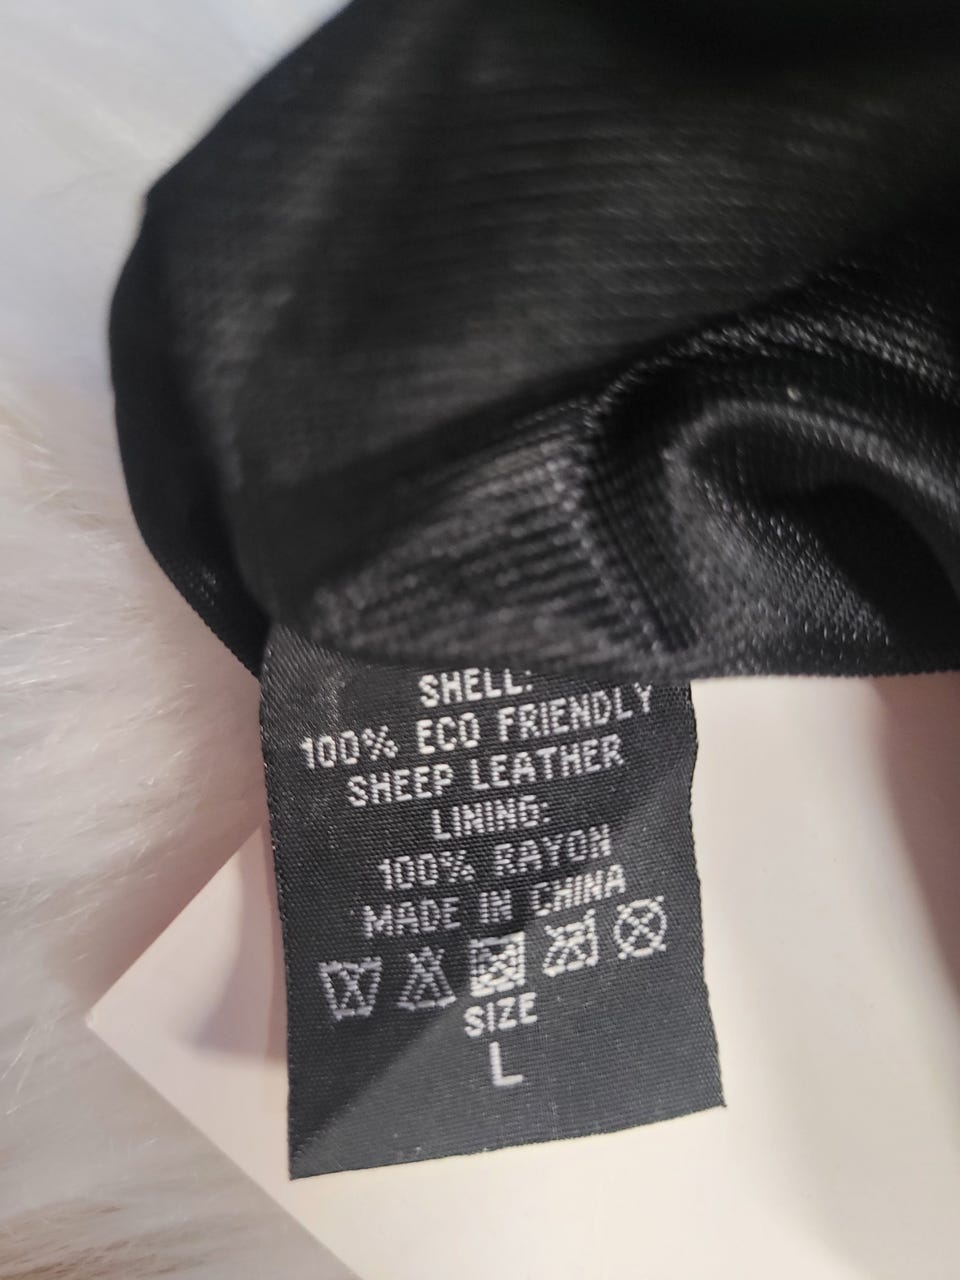 SHELL:
100% ECO FRIENDLY
SHEEP LEATHER
LINING:
100% RAYON
MADE IN CHINA
SIZE
L